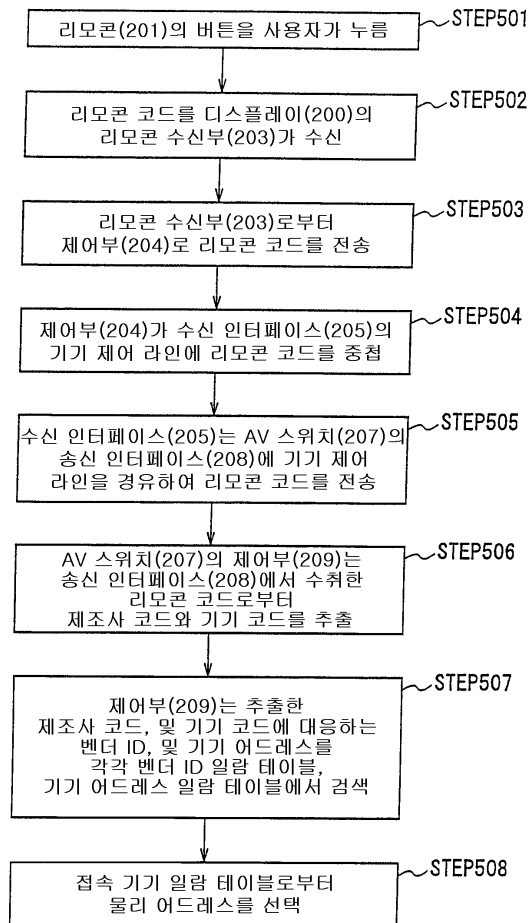 리모콘(201)의 버튼을 사용자가 누름
STEP501
리모콘 코드를 디스플레이(200)의
리모콘 수신부(203)가 수신
STEP502
리모콘 수신부(203)로부터
제어부(204)로 리모콘 코드를 전송
STEP503
제어부(204)가 수신 인터페이스(205)의
기기 제어 라인에 리모콘 코드를 중첩
STEP504
수신 인터페이스(205)는 AV 스위치(207)의
송신 인터페이스(208)에 기기 제어
라인을 경유하여 리모콘 코드를 전송
STEP505
AV 스위치(207)의 제어부(209)는
송신 인터페이스(208)에서 수취한
리모콘 코드로부터
제조사 코드와 기기 코드를 추출
STEP506
제어부(209)는 추출한
제조사 코드, 및 기기 코드에 대응하는
벤더 ID, 및 기기 어드레스를
각각 벤더 ID 일람 테이블,
기기 어드레스 일람 테이블에서 검색
STEP507
접속 기기 일람 테이블로부터
물리 어드레스를 선택
STEP508